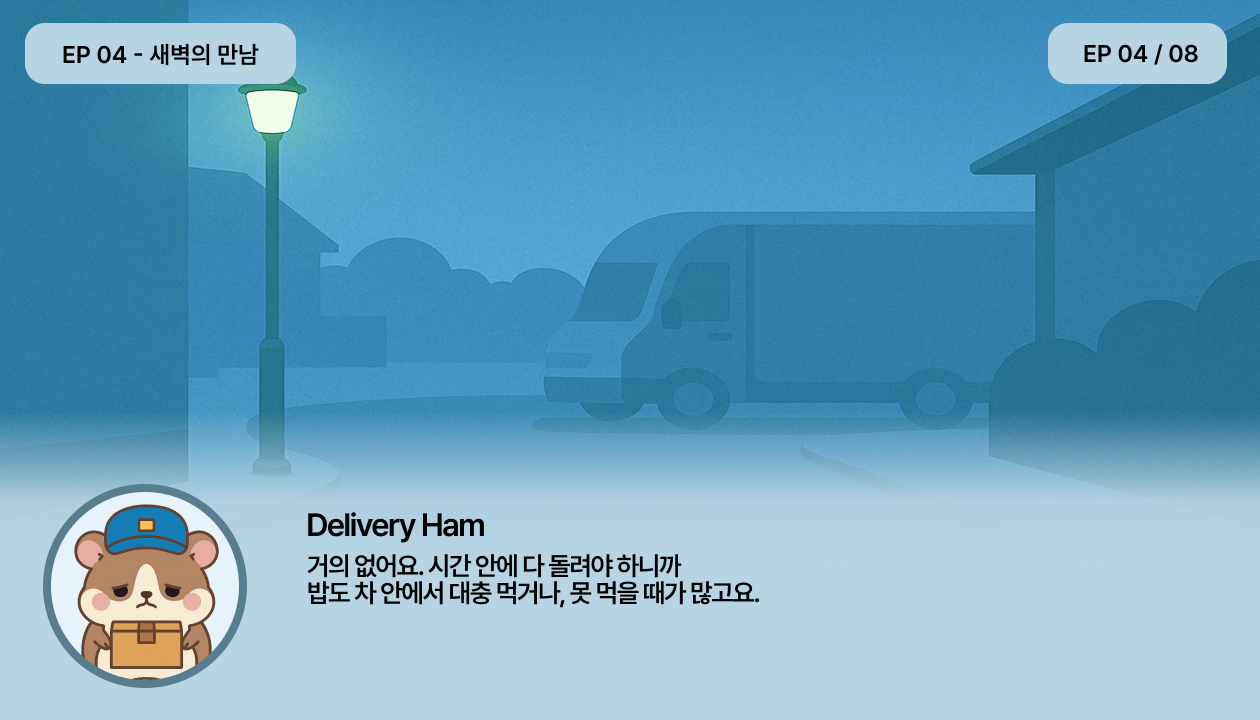 EP 04 - 새벽의 만남
EP 04 / 08
Delivery Ham
거의 없어요. 시간 안에 다 돌려야 하니까
밥도 차 안에서 대충 먹거나, 못 먹을 때가 많고요.